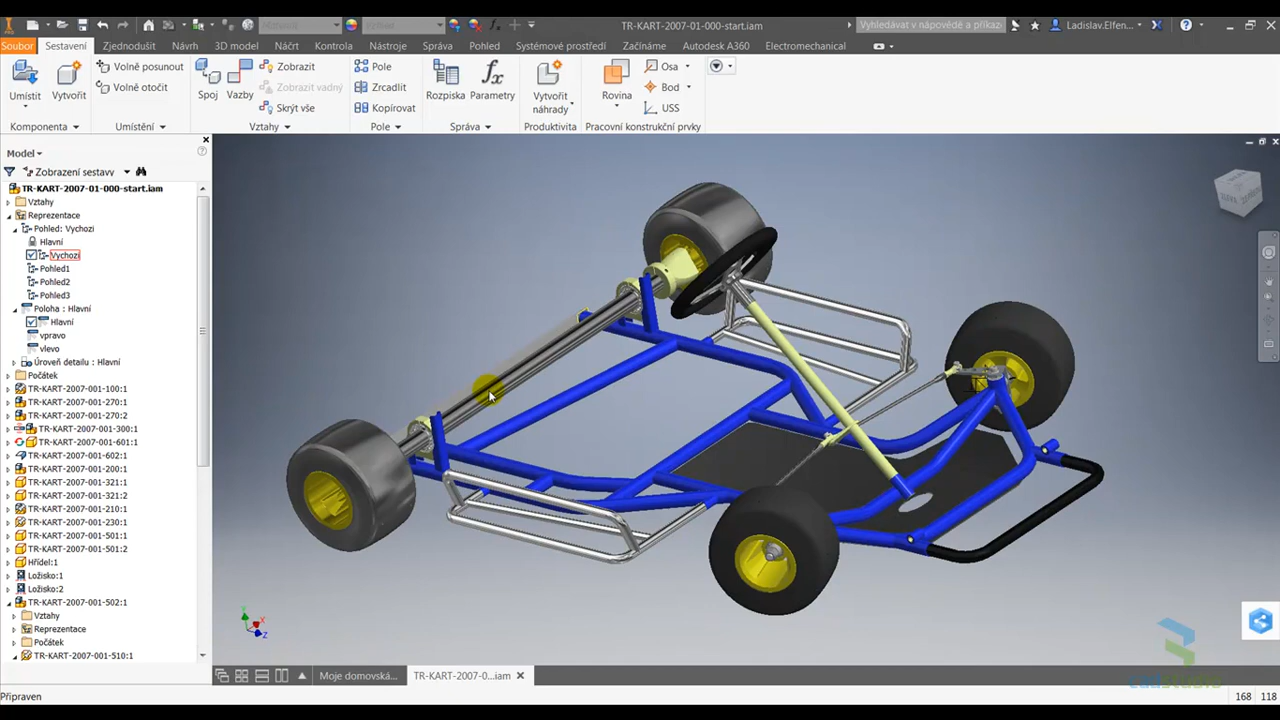 TR-KART-2007-01-000-start.iam
Vyhledávat v nápovědě a příkaz
Ladislav.Elfen...
Soubor Sestavení Zjednodušit Návrh 3D model Náčrt Kontrola Nástroje Správa Pohled Systémové prostředí Začínáme Autodesk A360 Electromechanical
Umístit
Vytvořit
Volně posunout
Volně otočit
Spoj
Vazby
Zobrazit
Zobrazit vadný
Skrýt vše
Pole
Zrcadlit
Kopírovat
Rozpiska
Parametry
Vytvořit náhrady
Rovina
Osa
Bod
USS
Komponenta Umístění Vztahy Pole Správa Produktivita Pracovní konstrukční prvky
Model
Zobrazení sestavy
TR-KART-2007-01-000-start.iam
Vztahy
Reprezentace
Pohled: Vychozi
Hlavní
Vychozi
Pohled1
Pohled2
Pohled3
Poloha : Hlavní
Hlavní
vpravo
vlevo
Úroveň detailu : Hlavní
Počátek
TR-KART-2007-001-100:1
TR-KART-2007-001-270:1
TR-KART-2007-001-270:2
TR-KART-2007-001-300:1
TR-KART-2007-001-601:1
TR-KART-2007-001-602:1
TR-KART-2007-001-200:1
TR-KART-2007-001-321:1
TR-KART-2007-001-321:2
TR-KART-2007-001-210:1
TR-KART-2007-001-230:1
TR-KART-2007-001-501:1
TR-KART-2007-001-501:2
Hřídel:1
Ložisko:1
Ložisko:2
TR-KART-2007-001-502:1
Vztahy
Reprezentace
Počátek
TR-KART-2007-001-510:1
Moje domovská... TR-KART-2007-0...iam
cadstudio
Připraven 168 118